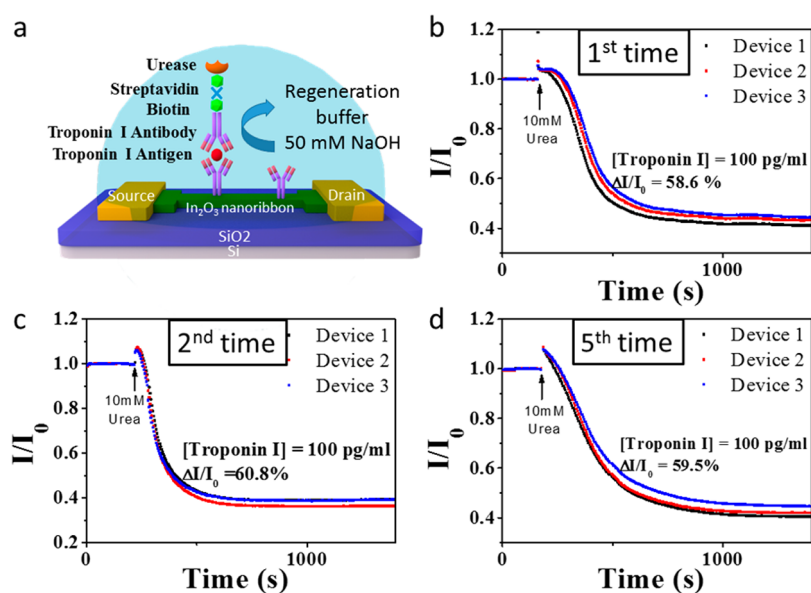 a
Urease
Streptavidin
Biotin
Troponin I Antibody
Troponin I Antigen
Regeneration
buffer
50 mM NaOH
Source
Drain
In₂O₃ nanoribbon
SiO2
Si
b
1st time
Device 1
Device 2
Device 3
10mM
Urea
[Troponin I] = 100 pg/ml
ΔI/I₀ = 58.6 %
I/I₀
1.2
1.0
0.8
0.6
0.4
0
1000
Time (s)
c
2nd time
Device 1
Device 2
Device 3
10mM
Urea
[Troponin I] = 100 pg/ml
ΔI/I₀ =60.8%
I/I₀
1.2
1.0
0.8
0.6
0.4
0.2
0
1000
Time (s)
d
5th time
Device 1
Device 2
Device 3
10mM
Urea
[Troponin I] = 100 pg/ml
ΔI/I₀ = 59.5%
I/I₀
1.2
1.0
0.8
0.6
0.4
0
1000
Time (s)